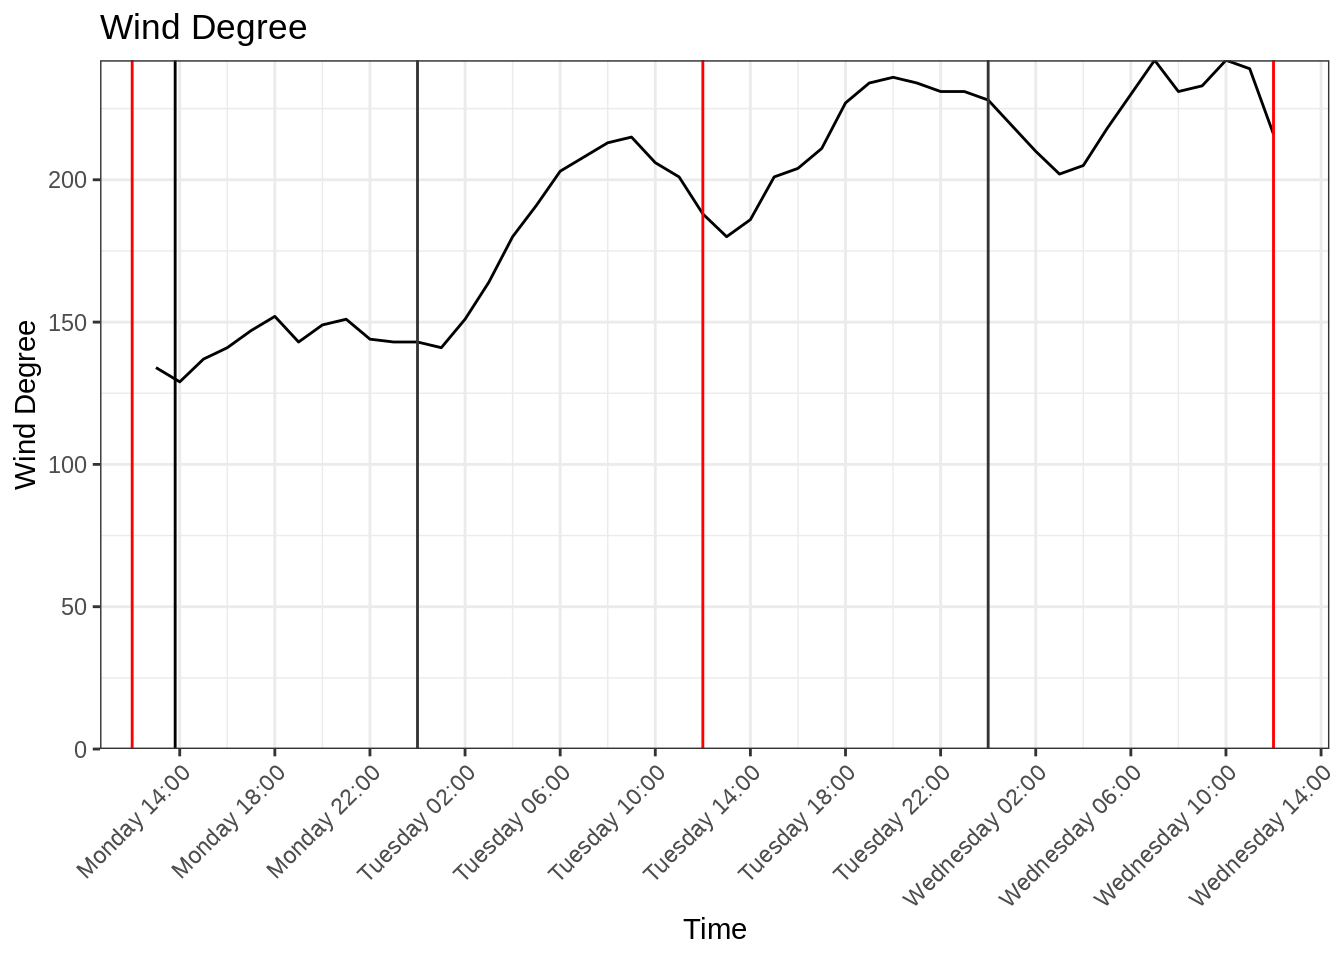 Wind Degree
Wind Degree
200
150
100
50
0
Monday 14:00
Monday 18:00
Monday 22:00
Tuesday 02:00
Tuesday 06:00
Tuesday 10:00
Tuesday 14:00
Tuesday 18:00
Tuesday 22:00
Wednesday 02:00
Wednesday 06:00
Wednesday 10:00
Wednesday 14:00
Time